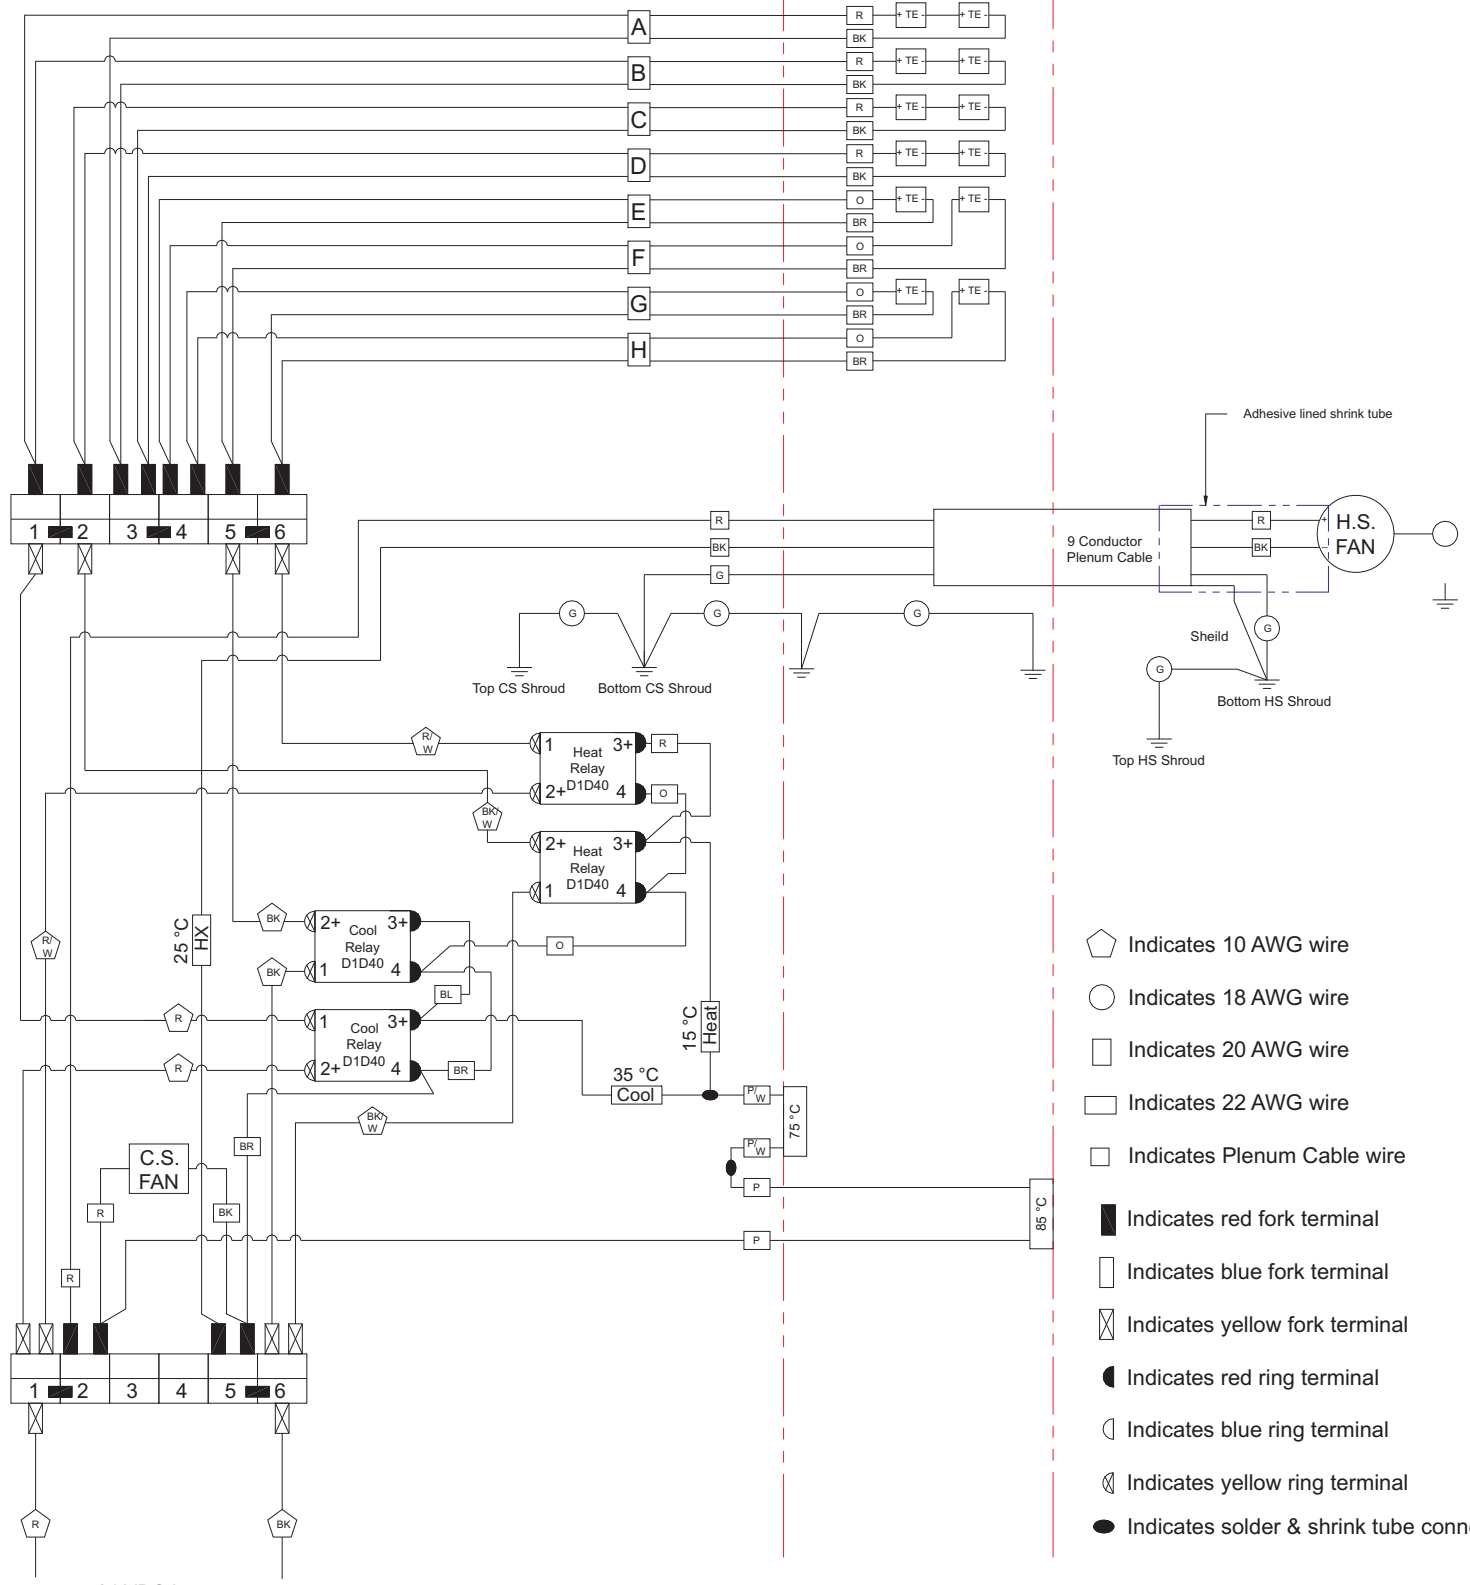 A R + TE - + TE -
BK
B R + TE - + TE -
BK
C R + TE - + TE -
BK
D R + TE - + TE -
BK
E O + TE - + TE -
BR
F O
BR
G O + TE - + TE -
BR
H O
BR
Adhesive lined shrink tube
1 2 3 4 5 6
R
BK
G
9 Conductor
Plenum Cable
R
BK
+
-
H.S.
FAN
G G G
Top CS Shroud
Bottom CS Shroud
Sheild
G
G
Bottom HS Shroud
Top HS Shroud
R/
W
1 3+
Heat
Relay
D1D40
2+ 4
R
O
BK/
W
2+ 3+
Heat
Relay
D1D40
1 4
R/
W
25 °C
HX
BK
BK
2+ 3+
Cool
Relay
D1D40
1 4
O
BL
R
R
1 3+
Cool
Relay
D1D40
2+ 4
BR
15 °C
Heat
35 °C
Cool
P/
W
75 °C
P/
W
P
85 °C
P
BK/
W
BR
C.S.
FAN
R
BK
R
1 2 3 4 5 6
R
BK
Indicates 10 AWG wire
Indicates 18 AWG wire
Indicates 20 AWG wire
Indicates 22 AWG wire
Indicates Plenum Cable wire
Indicates red fork terminal
Indicates blue fork terminal
Indicates yellow fork terminal
Indicates red ring terminal
Indicates blue ring terminal
Indicates yellow ring terminal
Indicates solder & shrink tube conn